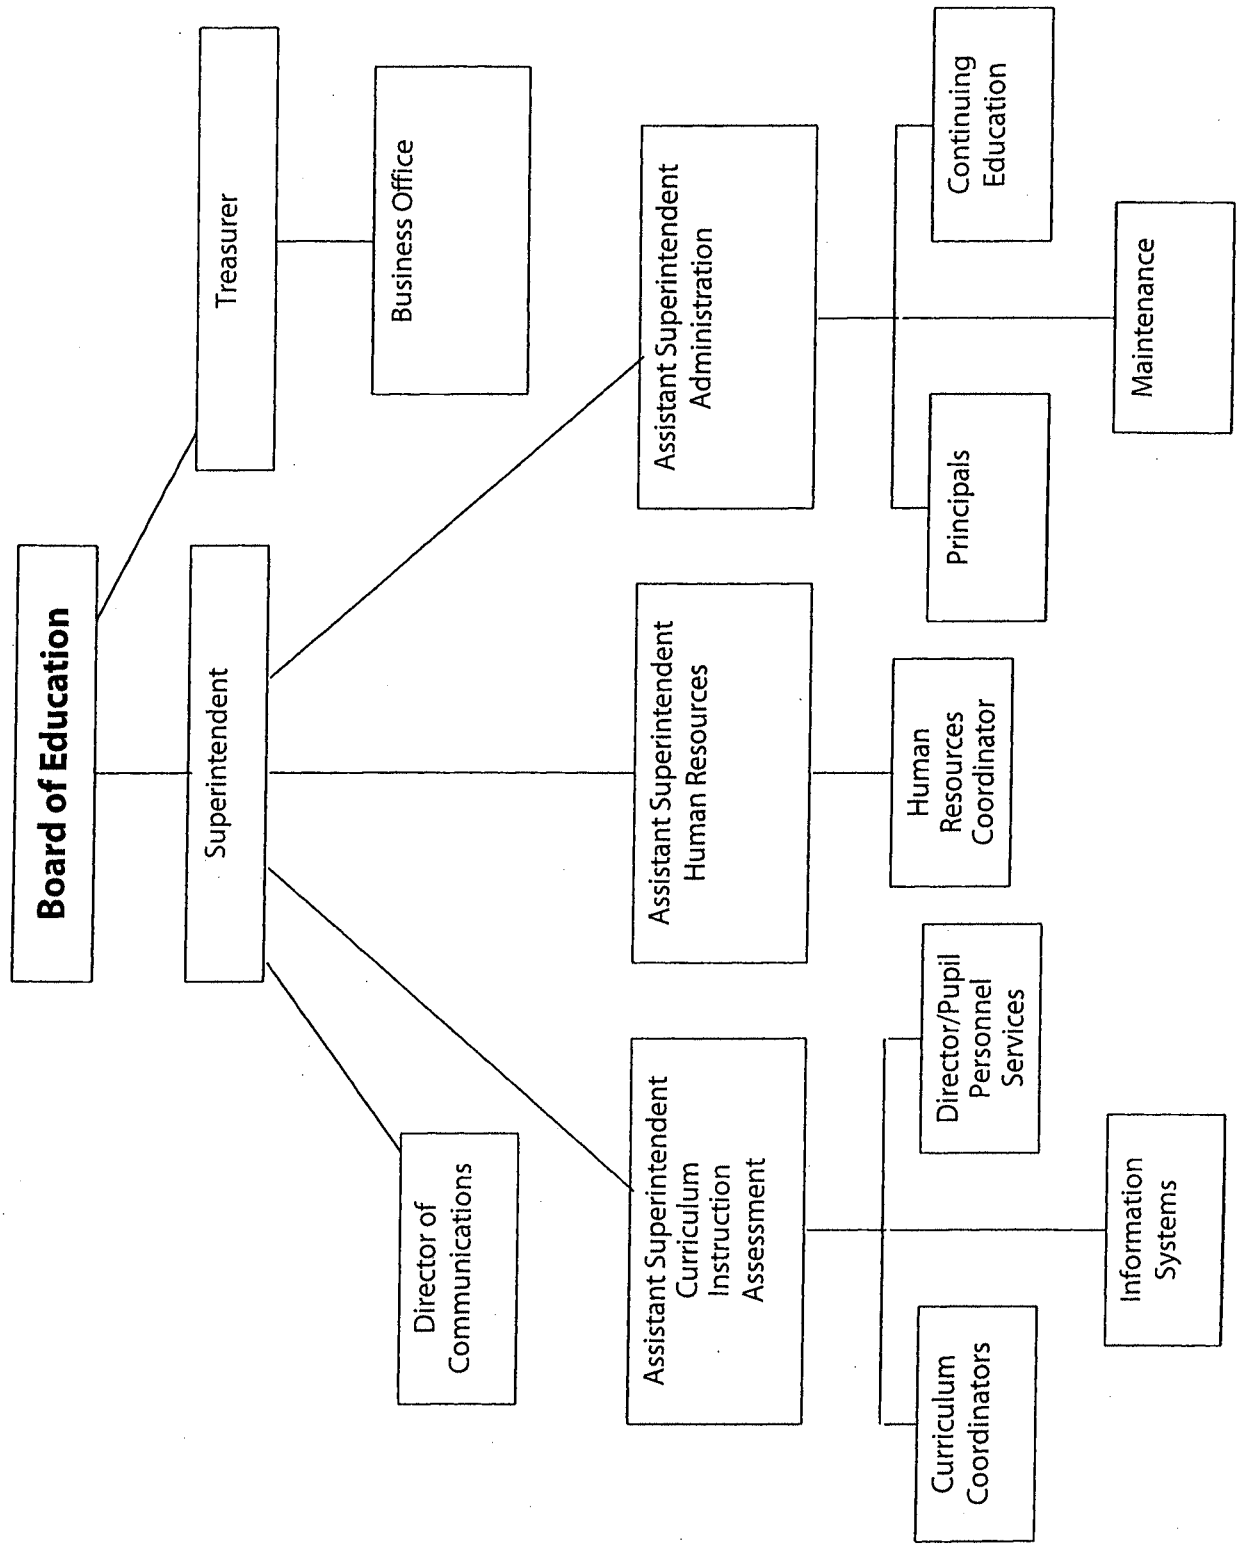 Board of Education
Superintendent
Treasurer
Director of
Communications
Business Office
Assistant Superintendent
Curriculum
Instruction
Assessment
Assistant Superintendent
Human Resources
Assistant Superintendent
Administration
Curriculum
Coordinators
Director/Pupil
Personnel
Services
Human
Resources
Coordinator
Principals
Continuing
Education
Information
Systems
Maintenance